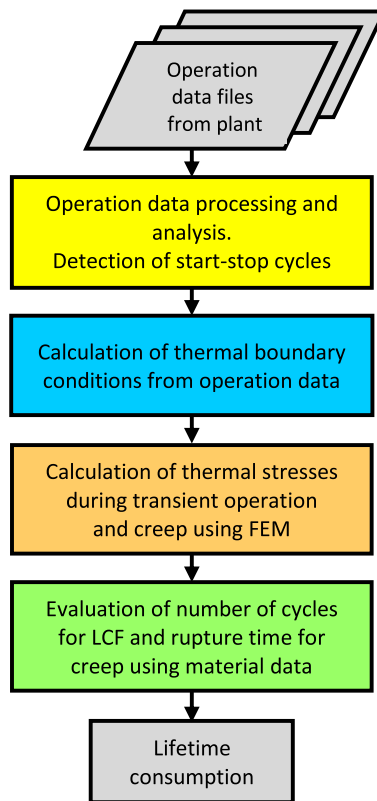 Operation
data files
from plant
Operation data processing and
analysis.
Detection of start-stop cycles
Calculation of thermal boundary
conditions from operation data
Calculation of thermal stresses
during transient operation
and creep using FEM
Evaluation of number of cycles
for LCF and rupture time for
creep using material data
Lifetime
consumption